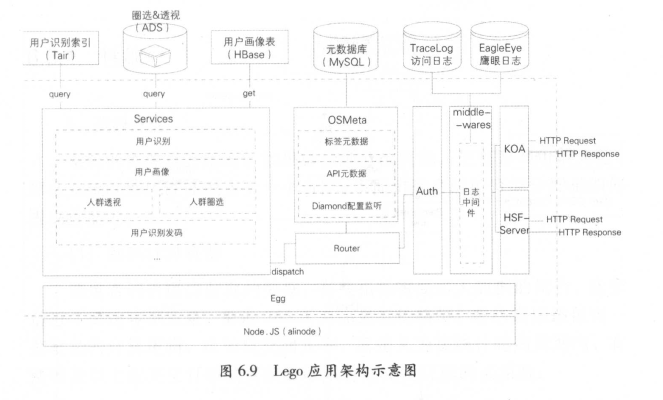 用户识别索引
（Tair）
圈选&透视
（ADS）
用户画像表
（HBase）
元数据库
（MySQL）
TraceLog
访问日志
EagleEye
鹰眼日志
query
query
get
Services
用户识别
用户画像
人群透视
人群圈选
用户识别发码
...
OSMeta
标签元数据
API元数据
Diamond配置监听
Router
dispatch
Auth
middle-
-wares
日志
中间
件
KOA
HTTP Request
HTTP Response
HSF-
Server
HTTP Request
HTTP Response
Egg
Node.JS（alinode）
图 6.9 Lego 应用架构示意图